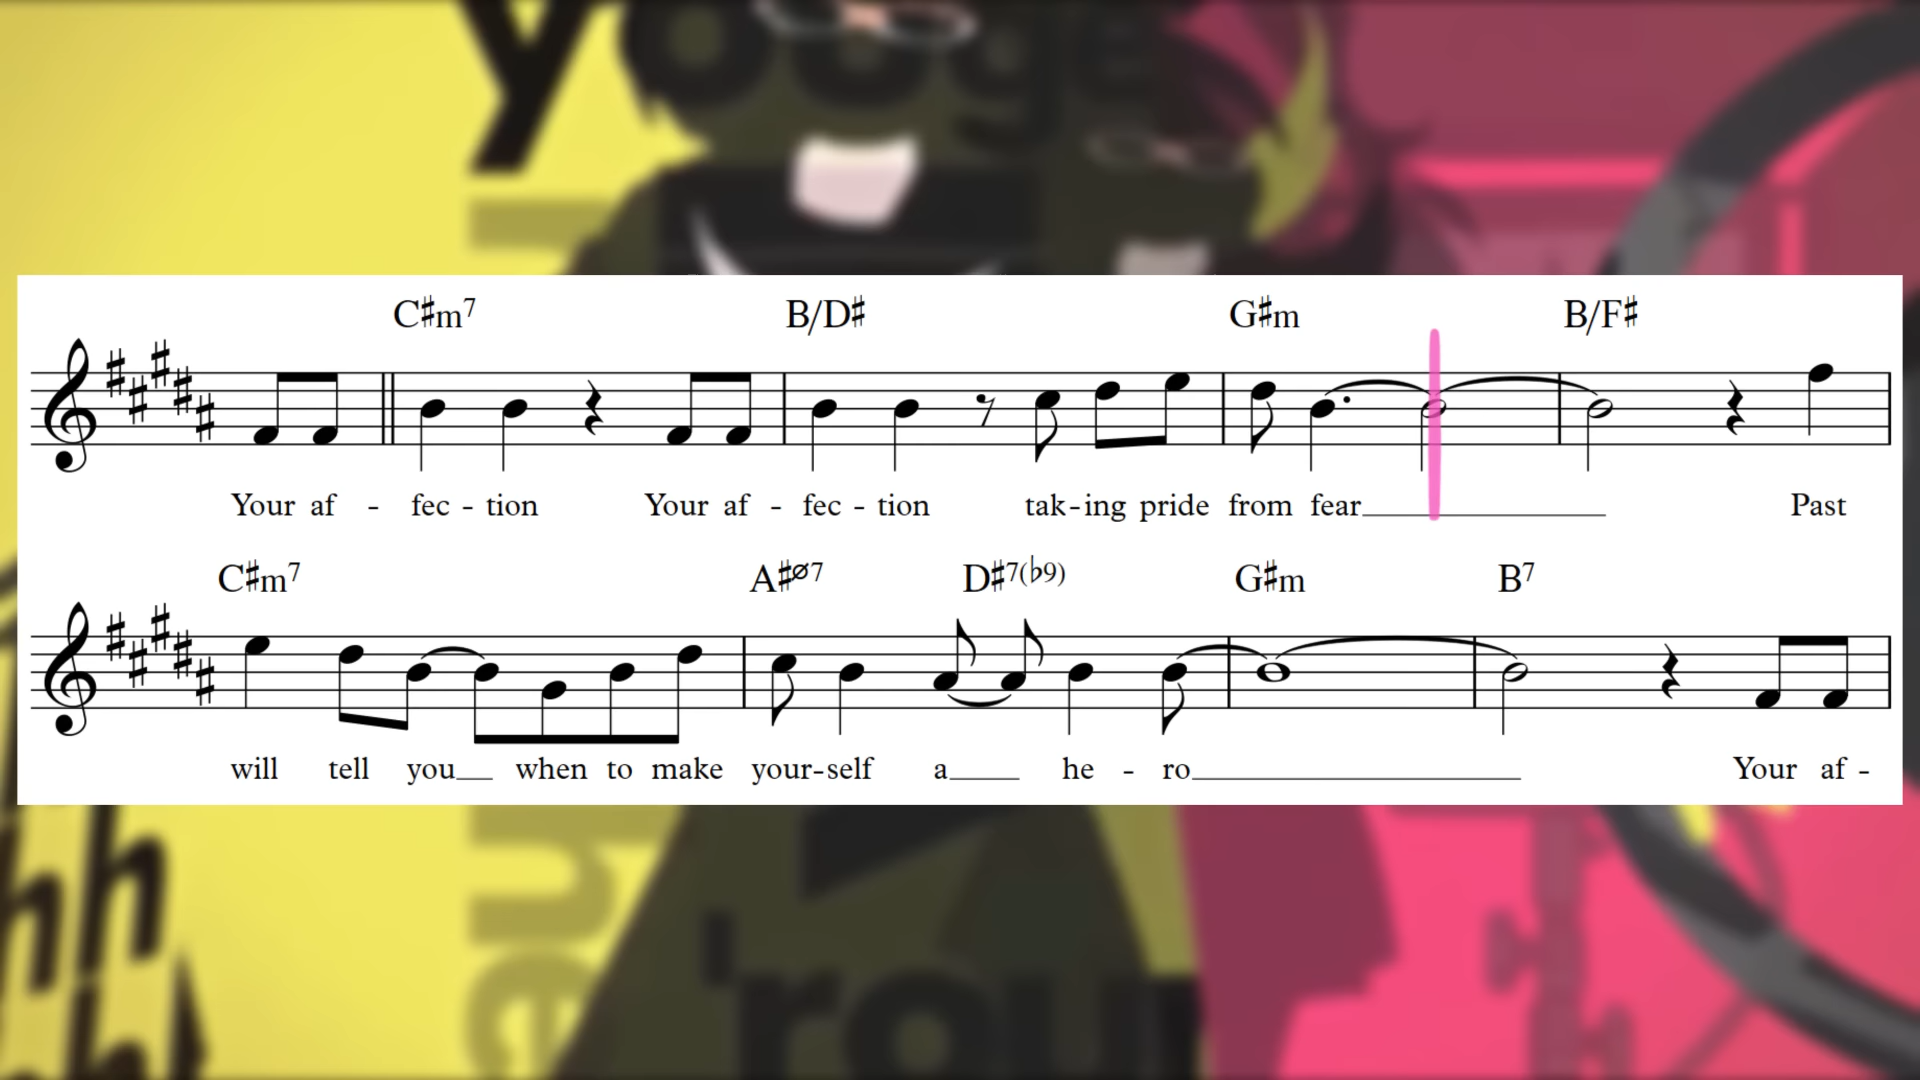 C♯m7 B/D♯ G♯m B/F♯
Your af - fec - tion Your af - fec - tion tak-ing pride from fear Past
C♯m7 A♯ø7 D♯7(♭9) G♯m B7
will tell you when to make your-self a he - ro Your af -